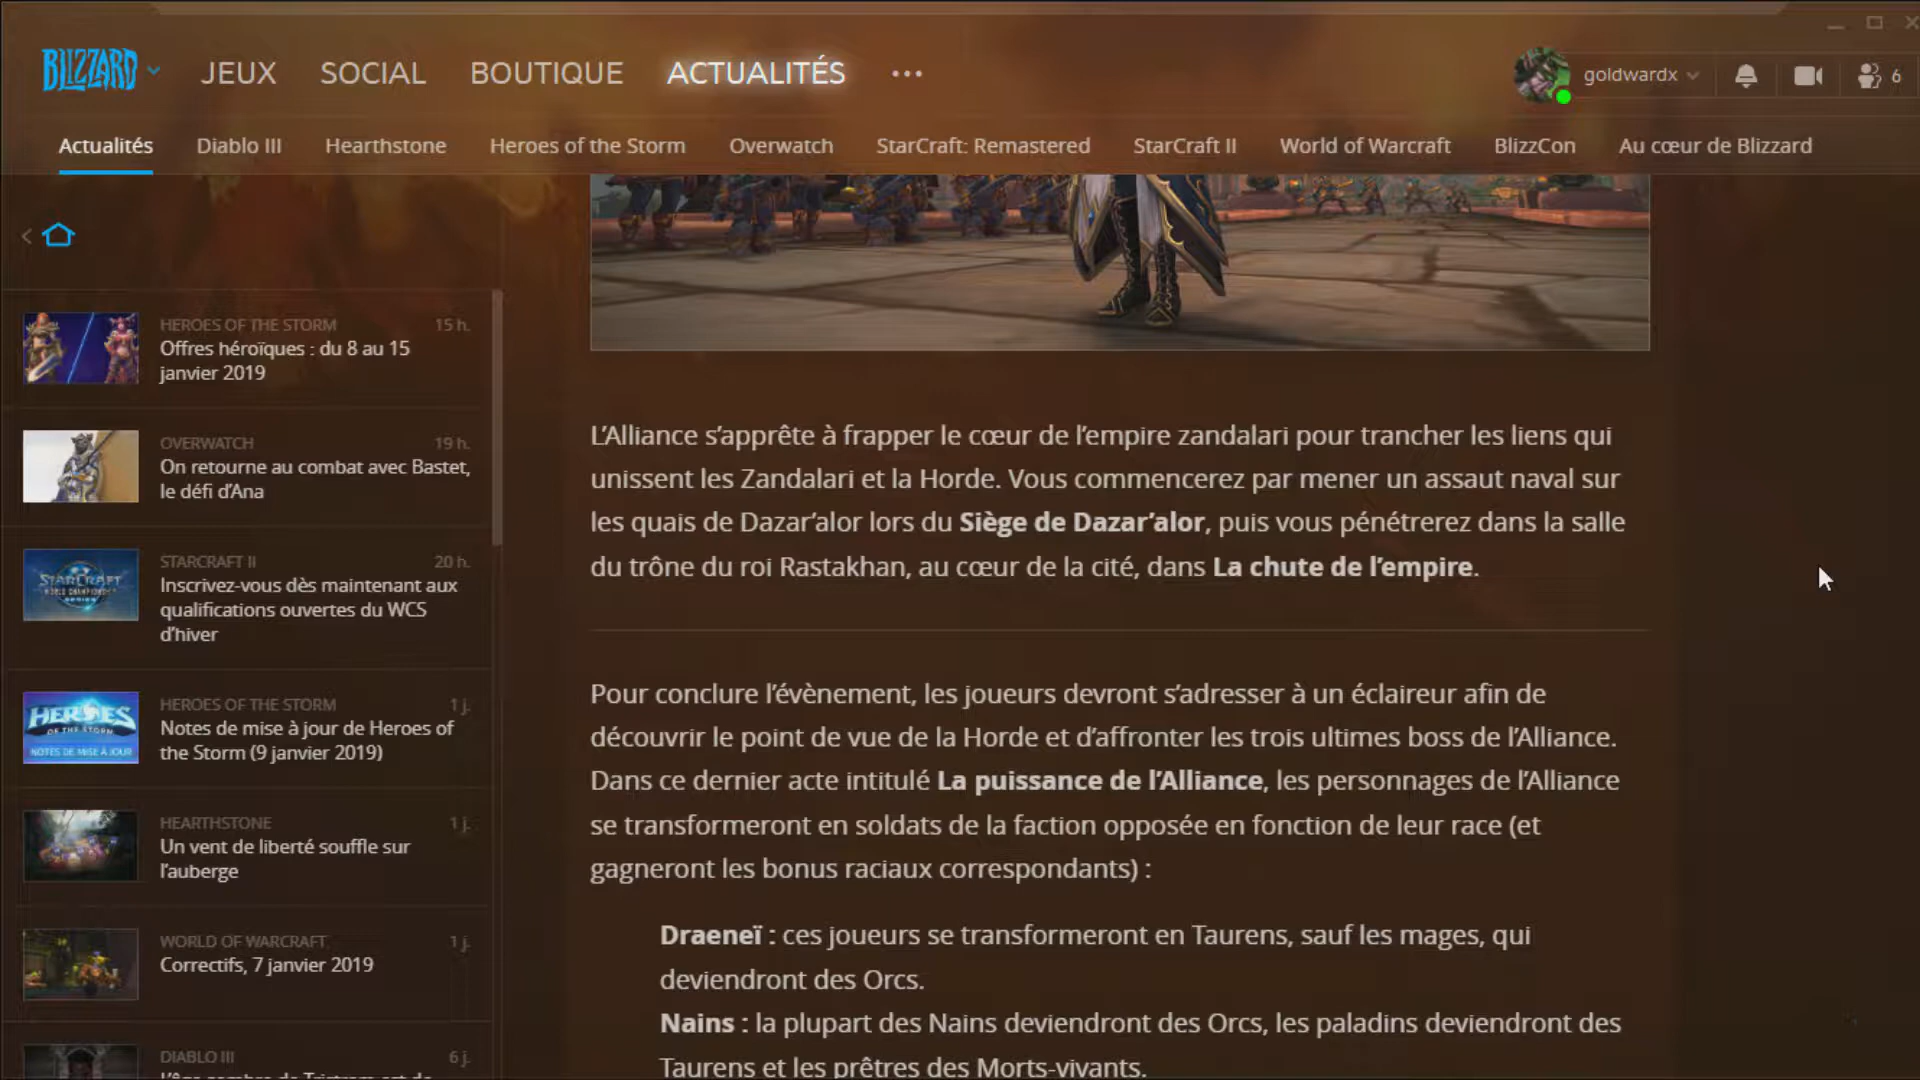 BLIZZARD
JEUX SOCIAL BOUTIQUE ACTUALITÉS
goldwardx
6
Actualités Diablo III Hearthstone Heroes of the Storm Overwatch StarCraft: Remastered StarCraft II World of Warcraft BlizzCon Au cœur de Blizzard
HEROES OF THE STORM 15 h.
Offres héroïques : du 8 au 15
janvier 2019
OVERWATCH 19 h.
On retourne au combat avec Bastet,
le défi d’Ana
STARCRAFT
WORLD CHAMPIONSHIP
SERIES
STARCRAFT II 20 h.
Inscrivez-vous dès maintenant aux
qualifications ouvertes du WCS
d’hiver
HEROES
OF THE STORM
NOTES DE MISE À JOUR
HEROES OF THE STORM 1 j.
Notes de mise à jour de Heroes of
the Storm (9 janvier 2019)
HEARTHSTONE 1 j.
Un vent de liberté souffle sur
l’auberge
WORLD OF WARCRAFT 1 j.
Correctifs, 7 janvier 2019
DIABLO III 6 j.
L’Alliance s’apprête à frapper le cœur de l’empire zandalari pour trancher les liens qui
unissent les Zandalari et la Horde. Vous commencerez par mener un assaut naval sur
les quais de Dazar’alor lors du Siège de Dazar’alor, puis vous pénétrerez dans la salle
du trône du roi Rastakhan, au cœur de la cité, dans La chute de l’empire.
Pour conclure l’évènement, les joueurs devront s’adresser à un éclaireur afin de
découvrir le point de vue de la Horde et d’affronter les trois ultimes boss de l’Alliance.
Dans ce dernier acte intitulé La puissance de l’Alliance, les personnages de l’Alliance
se transformeront en soldats de la faction opposée en fonction de leur race (et
gagneront les bonus raciaux correspondants) :
Draeneï : ces joueurs se transformeront en Taurens, sauf les mages, qui
deviendront des Orcs.
Nains : la plupart des Nains deviendront des Orcs, les paladins deviendront des
Taurens et les prêtres des Morts-vivants.